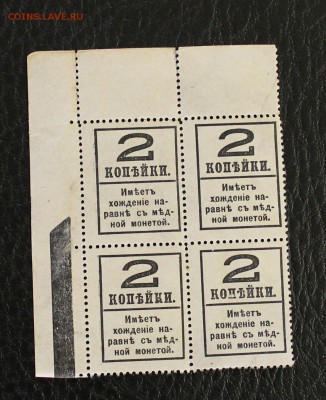 COINS.LAVE.RU
2
КОПѢЙКИ.
Имѣетъ
хожденіе на-
равнѣ съ мѣд-
ной монетой.
2
КОПѢЙКИ.
Имѣетъ
хожденіе на-
равнѣ съ мѣд-
ной монетой.
2
КОПѢЙКИ.
Имѣетъ
хожденіе на-
равнѣ съ мѣд-
ной монетой.
2
КОПѢЙКИ.
Имѣетъ
хожденіе на-
равнѣ съ мѣд-
ной монетой.